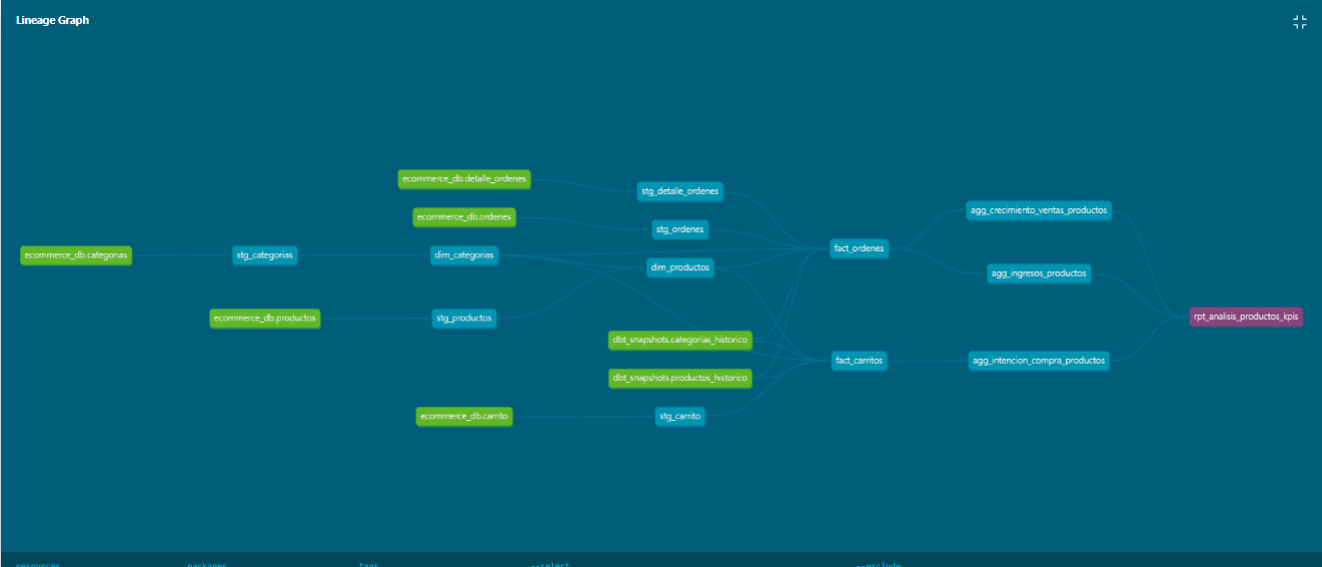 Lineage Graph
ecommerce_db.detalle_ordenes
stg_detalle_ordenes
agg_crecimiento_ventas_productos
ecommerce_db.ordenes
stg_ordenes
ecommerce_db.categorias
stg_categorias
dim_categorias
fact_ordenes
dim_productos
agg_ingresos_productos
ecommerce_db.productos
stg_productos
rpt_analisis_productos_kpis
dbt_snapshots.categorias_historico
fact_carritos
agg_intencion_compra_productos
dbt_snapshots.productos_historico
ecommerce_db.carrito
stg_carrito
resources
packages
tags
--select
--exclude